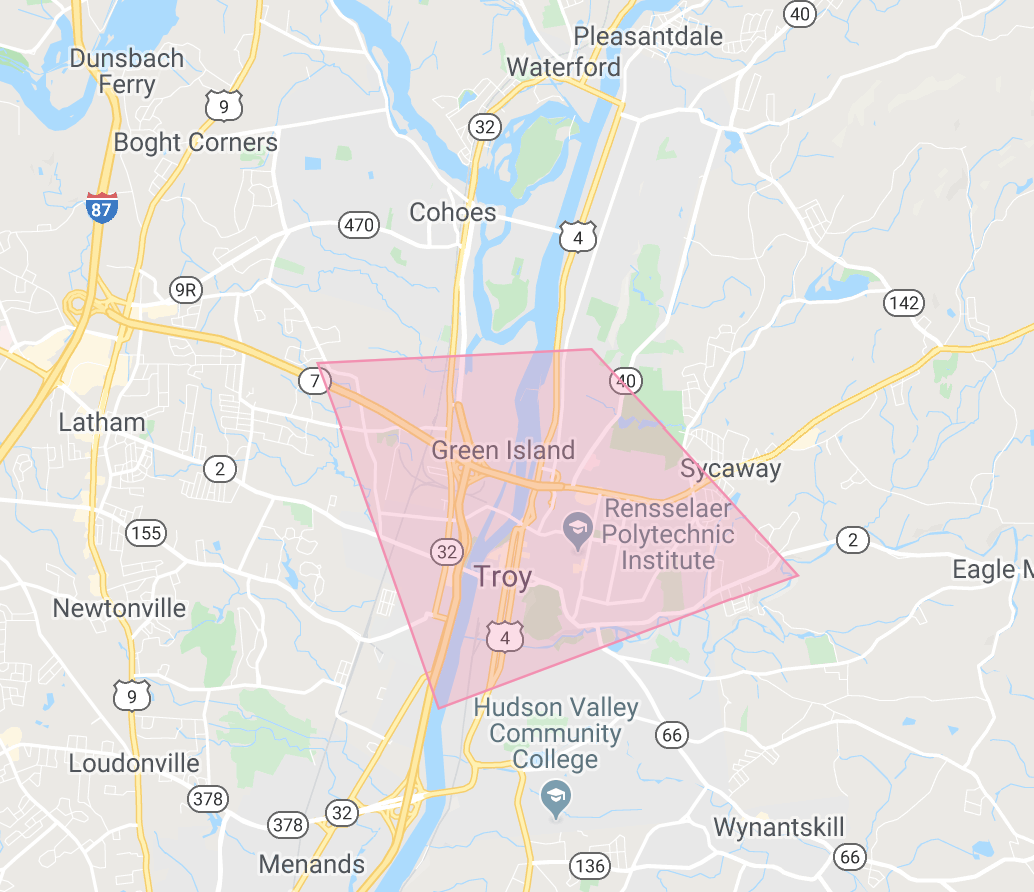 40
Pleasantdale
Dunsbach
Ferry
Waterford
9
32
Boght Corners
87
Cohoes
470
4
9R
142
7
40
Latham
Green Island
2
Sycaway
155
Rensselaer
Polytechnic
Institute
32
2
Troy
Eagle M
Newtonville
4
9
Hudson Valley
Community
College
66
Loudonville
378
32
378
Wynantskill
Menands
136
66